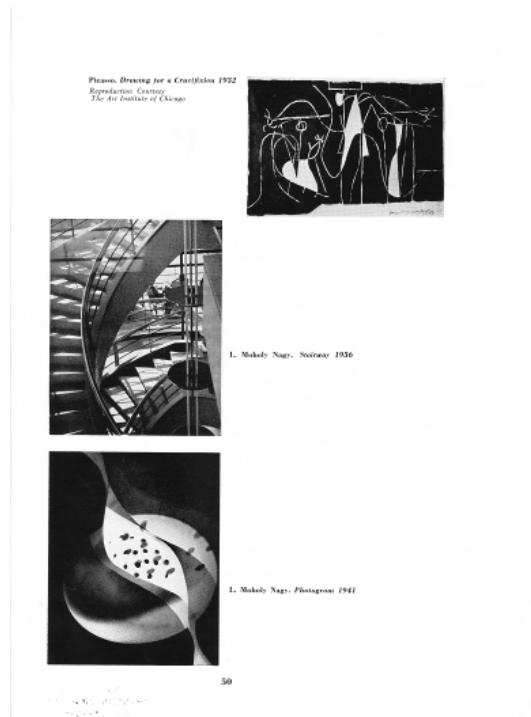 Picasso. Drawing for a Crucifixion 1932
Reproduction Courtesy
The Art Institute of Chicago
L. Moholy Nagy. Stairway 1936
L. Moholy Nagy. Photogram 1941
50